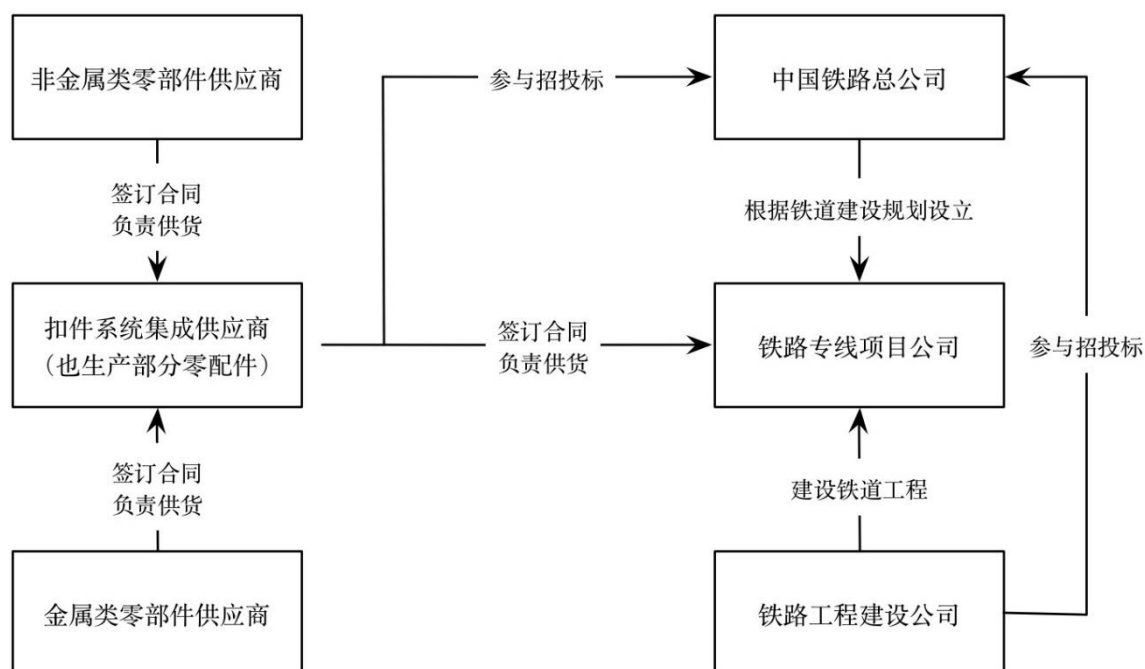 非金属类零部件供应商
参与招投标
中国铁路总公司
签订合同
负责供货
根据铁道建设规划设立
扣件系统集成供应商
（也生产部分零配件）
签订合同
负责供货
铁路专线项目公司
参与招投标
签订合同
负责供货
建设铁道工程
金属类零部件供应商
铁路工程建设公司